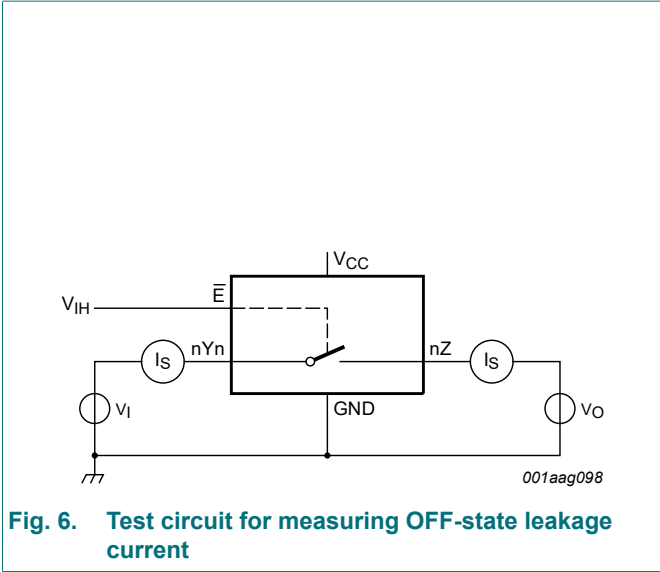 VCC
E̅
VIH
IS nYn nZ IS
VI GND VO
001aag098
Fig. 6. Test circuit for measuring OFF-state leakage
current